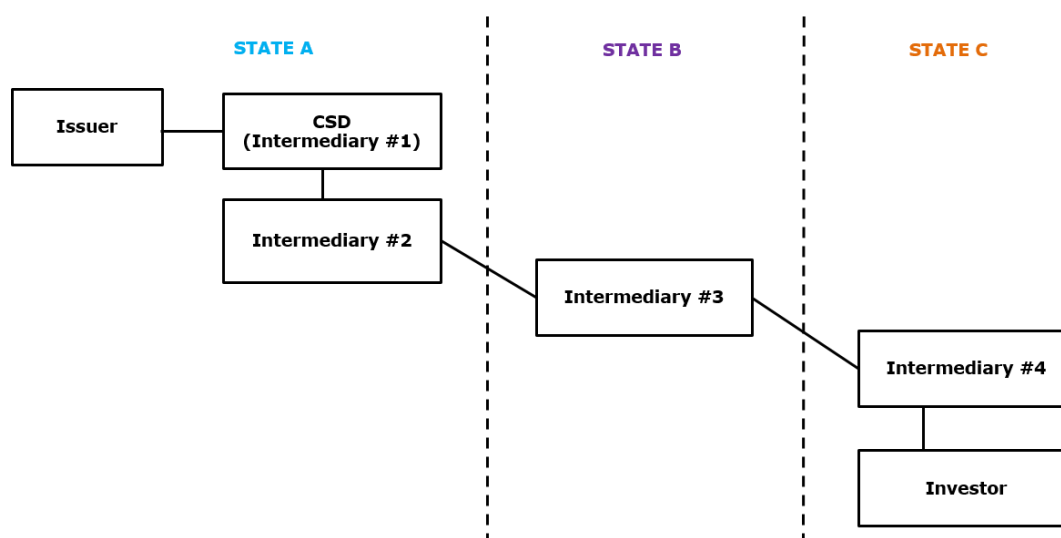 STATE A
STATE B
STATE C
Issuer
CSD
(Intermediary #1)
Intermediary #2
Intermediary #3
Intermediary #4
Investor